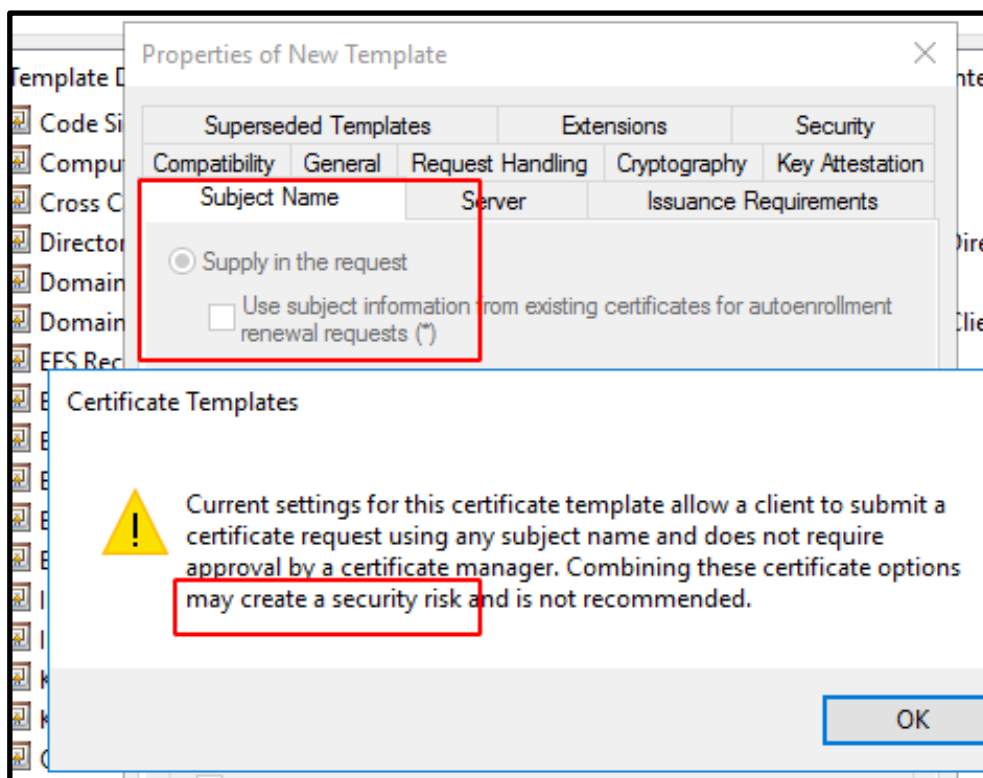 Properties of New Template
Template D
Superseded Templates Extensions Security
Code Si
Compatibility General Request Handling Cryptography Key Attestation
Compu
Subject Name Server Issuance Requirements
Cross C
Director
Supply in the request
Domain
Use subject information from existing certificates for autoenrollment
renewal requests (*)
Domain
EFS Rec
Certificate Templates
Current settings for this certificate template allow a client to submit a
certificate request using any subject name and does not require
approval by a certificate manager. Combining these certificate options
may create a security risk and is not recommended.
OK